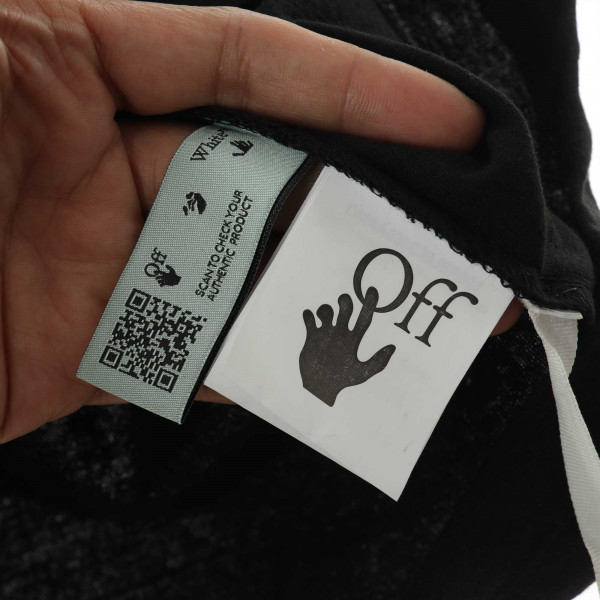 White
Off
SCAN TO CHECK YOUR
AUTHENTIC PRODUCT
Off